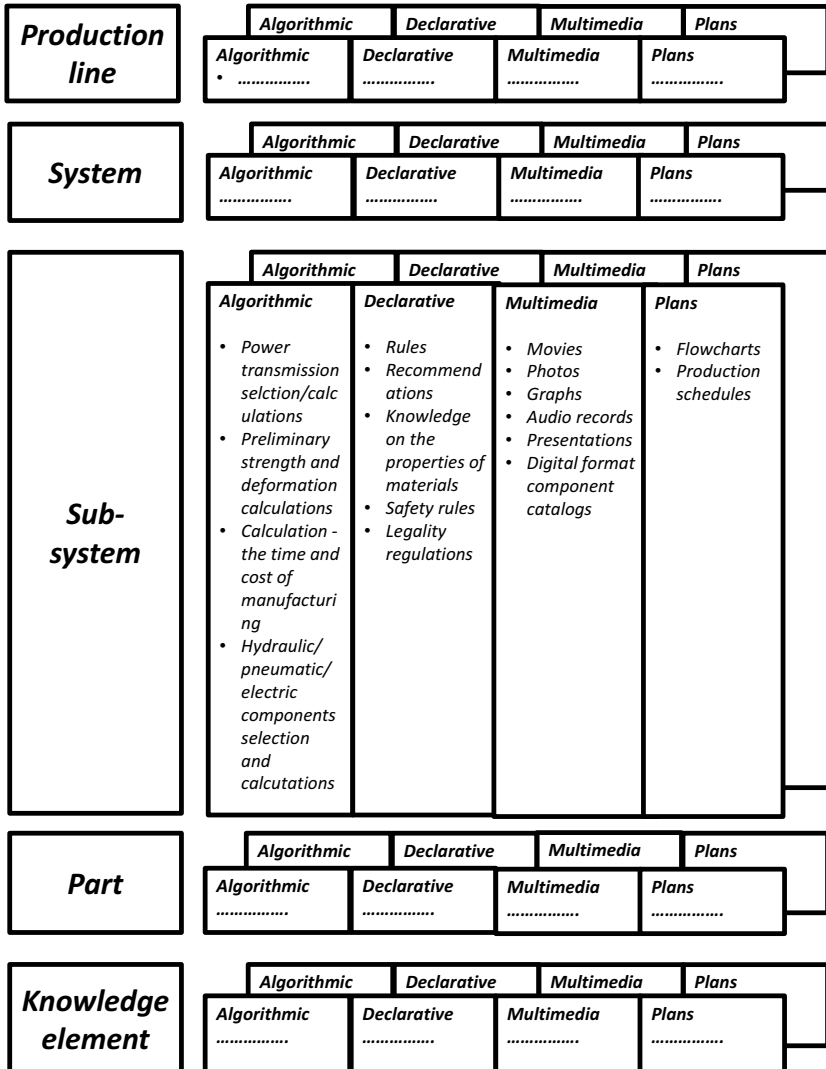 Production
line
Algorithmic Declarative Multimedia Plans
Algorithmic Declarative Multimedia Plans
• ................ ................ ................ ................
System
Algorithmic Declarative Multimedia Plans
Algorithmic Declarative Multimedia Plans
................ ................ ................ ................
Sub-
system
Algorithmic Declarative Multimedia Plans
Algorithmic
• Power
transmission
selction/calc
ulations
• Preliminary
strength and
deformation
calculations
• Calculation -
the time and
cost of
manufacturi
ng
• Hydraulic/
pneumatic/
electric
components
selection
and
calcutations
Declarative
• Rules
• Recommend
ations
• Knowledge
on the
properties of
materials
• Safety rules
• Legality
regulations
Multimedia
• Movies
• Photos
• Graphs
• Audio records
• Presentations
• Digital format
component
catalogs
Plans
• Flowcharts
• Production
schedules
Part
Algorithmic Declarative Multimedia Plans
Algorithmic Declarative Multimedia Plans
................ ................ ................ ................
Knowledge
element
Algorithmic Declarative Multimedia Plans
Algorithmic Declarative Multimedia Plans
................ ................ ................ ................